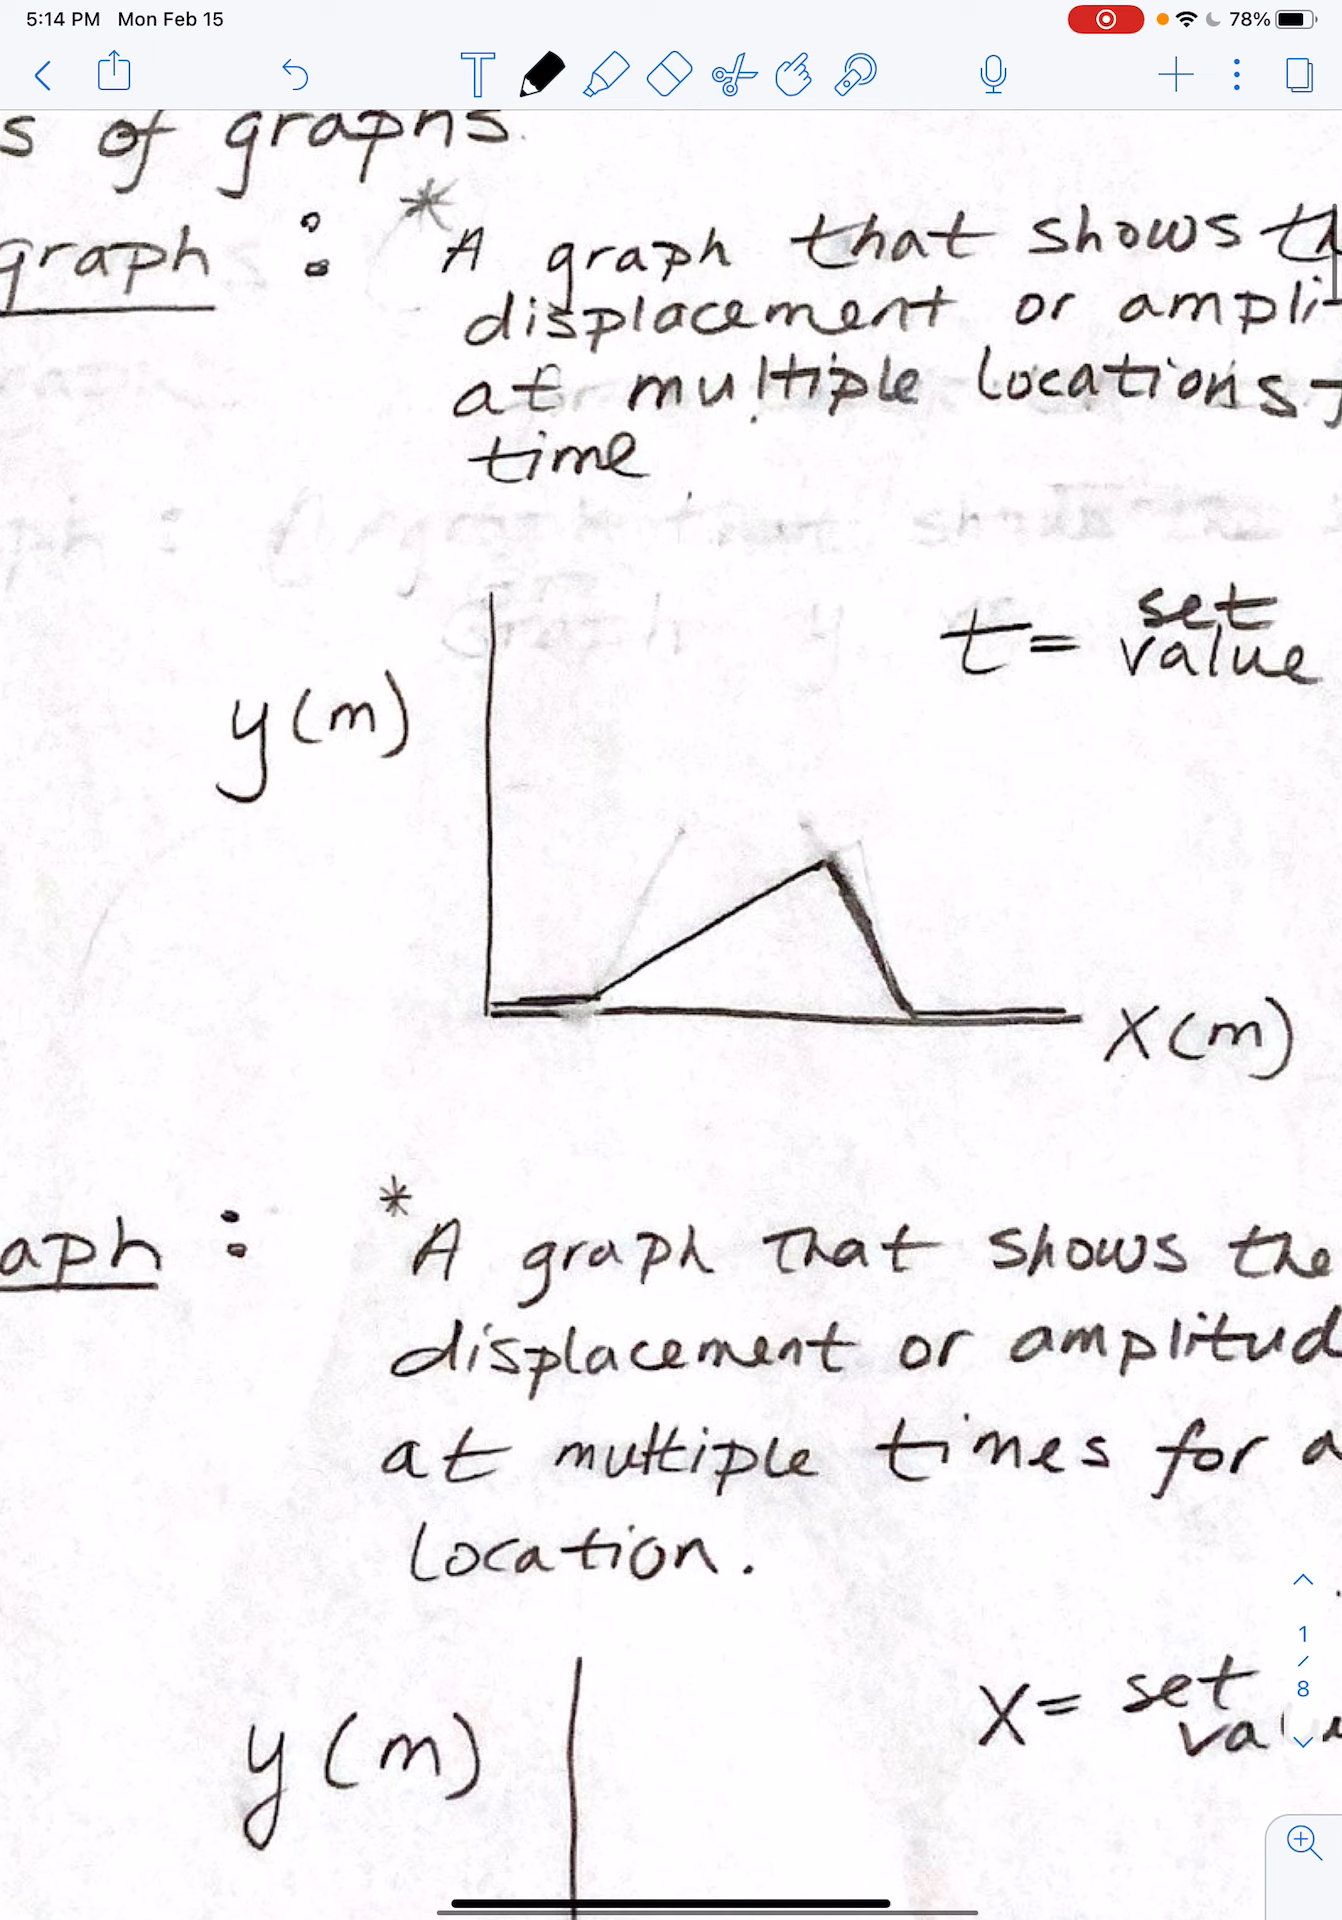 5:14 PM Mon Feb 15
78%
s of graphs.
graph : * A graph that shows th
displacement or ampli
at multiple locations
time
t = set value
y(m)
x(m)
aph : * A graph that shows the
displacement or amplitud
at multiple times for a
location.
1
/
8
x = set
y(m)